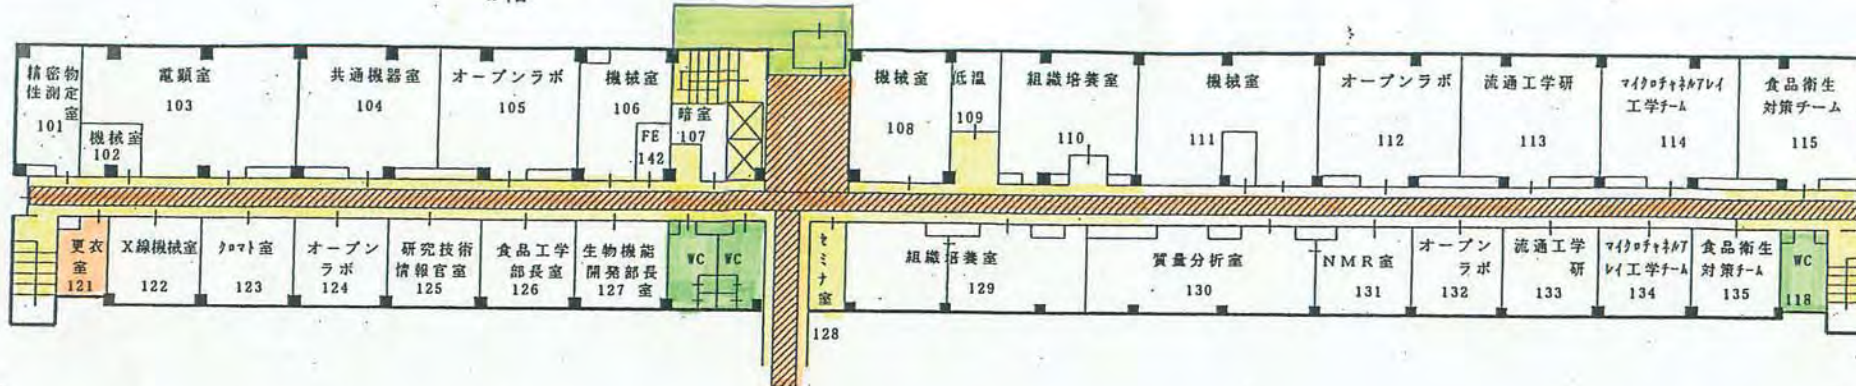 精密物
性測定
室
101
機械室
102
電顕室
103
共通機器室
104
オープンラボ
105
機械室
106
FE
142
暗室
107
機械室
108
低温
109
組織培養室
110
機械室
111
オープンラボ
112
流通工学研
113
マイクロチャネルアレイ
工学チーム
114
食品衛生
対策チーム
115
更衣
室
121
X線機械室
122
クロマト室
123
オープン
ラボ
124
研究技術
情報官室
125
食品工学
部長室
126
生物機能
開発部長
室
127
WC
WC
セミナ室
128
組織培養室
129
質量分析室
130
NMR室
131
オープン
ラボ
132
流通工学
研
133
マイクロチャネルア
レイ工学チーム
134
食品衛生
対策チーム
135
WC
118